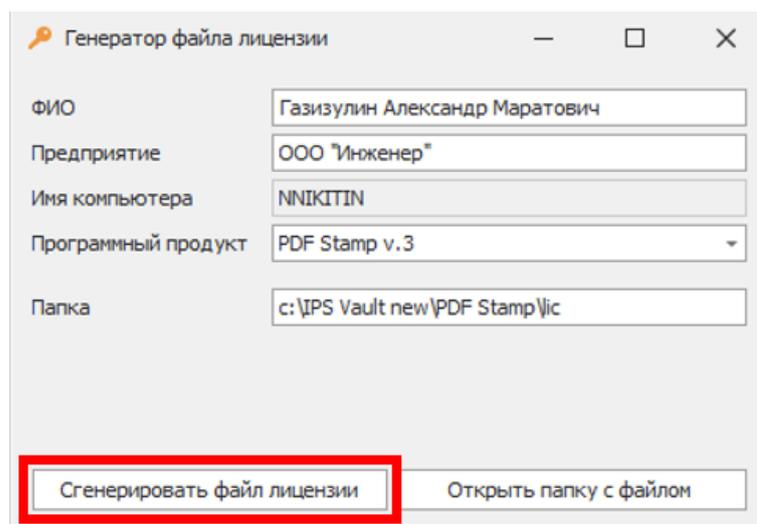 Генератор файла лицензии
ФИО Газизулин Александр Маратович
Предприятие ООО "Инженер"
Имя компьютера NNIKITIN
Программный продукт PDF Stamp v.3
Папка c:\IPS Vault new\PDF Stamp\lic
Сгенерировать файл лицензии Открыть папку с файлом